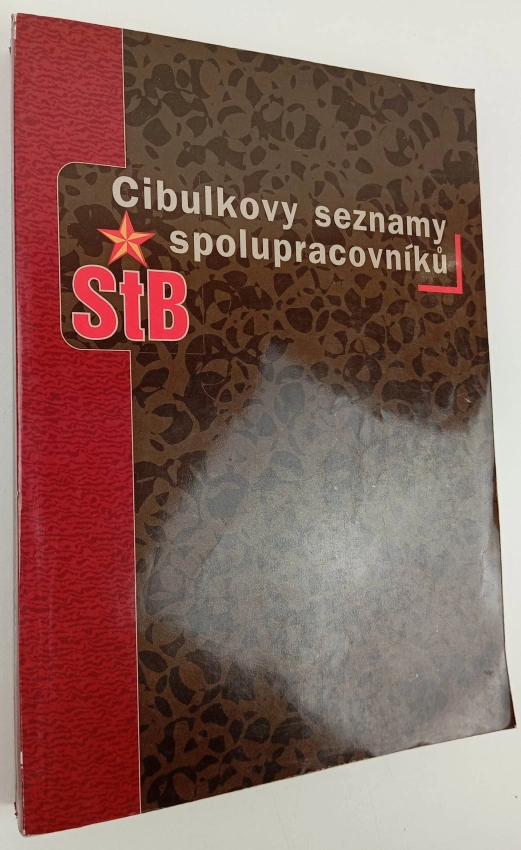 Cibulkovy seznamy
spolupracovníků
StB